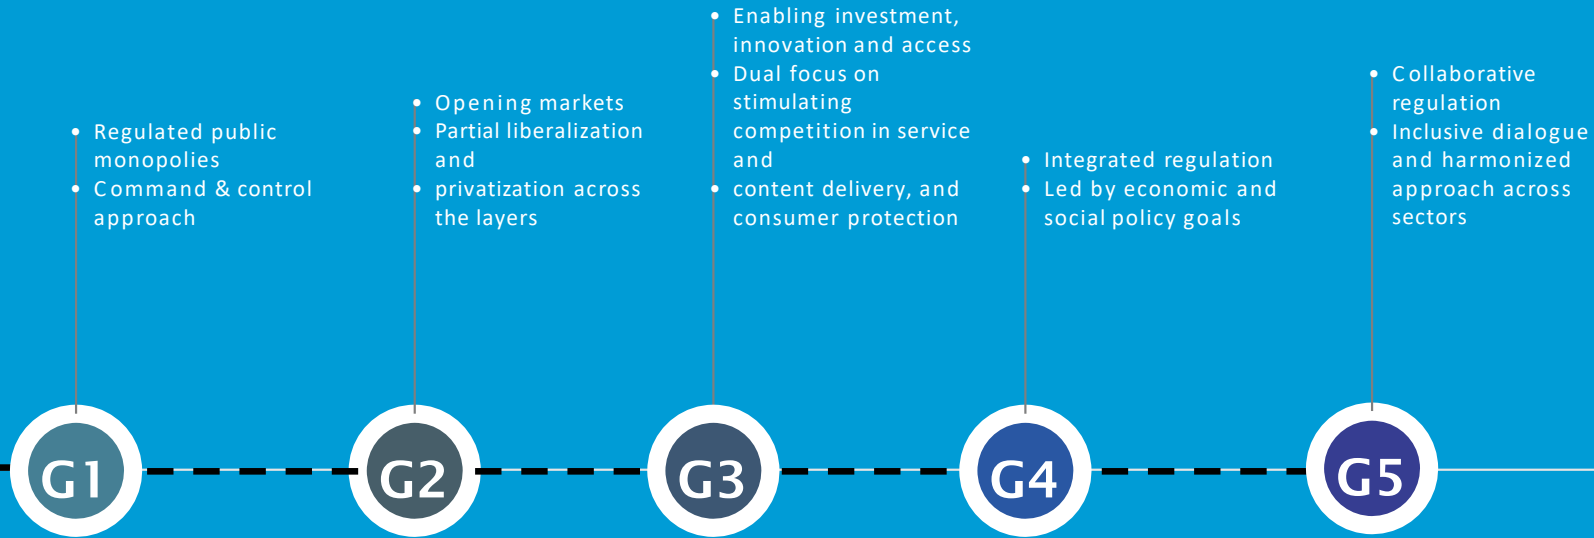 • Regulated public
monopolies
• Command & control
approach
• Opening markets
• Partial liberalization
and
• privatization across
the layers
• Enabling investment,
innovation and access
• Dual focus on
stimulating
competition in service
and
• content delivery, and
consumer protection
• Integrated regulation
• Led by economic and
social policy goals
• Collaborative
regulation
• Inclusive dialogue
and harmonized
approach across
sectors
G1
G2
G3
G4
G5